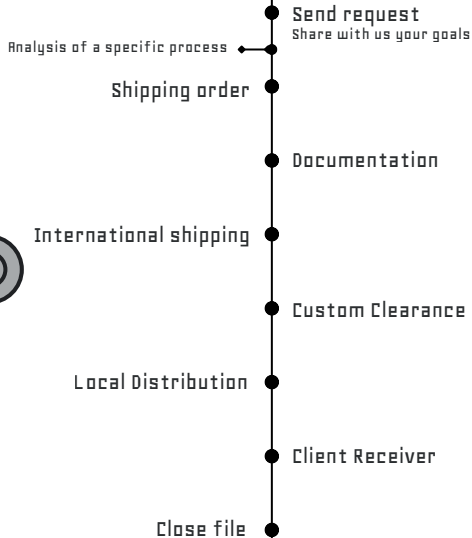 Send request
Share with us your goals
Analysis of a specific process
Shipping order
Documentation
International shipping
Custom Clearance
Local Distribution
Client Receiver
Close file